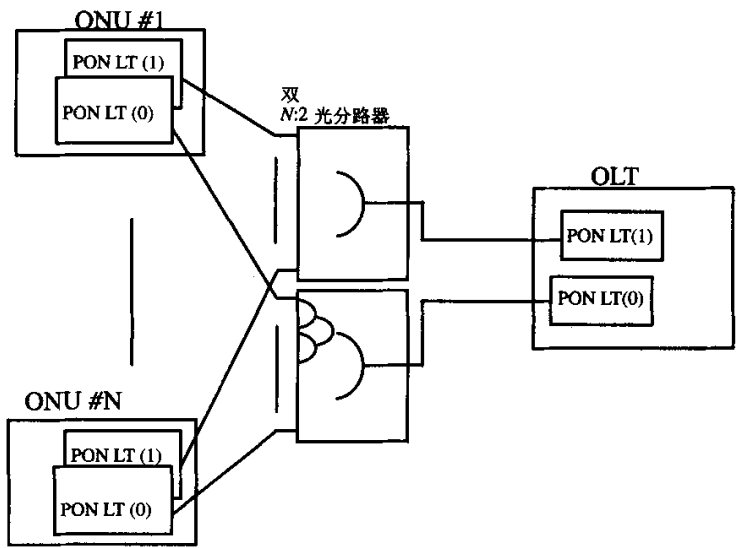 ONU #1
PON LT (1)
PON LT (0)
双
N:2 光分路器
OLT
PON LT(1)
PON LT(0)
ONU #N
PON LT (1)
PON LT (0)